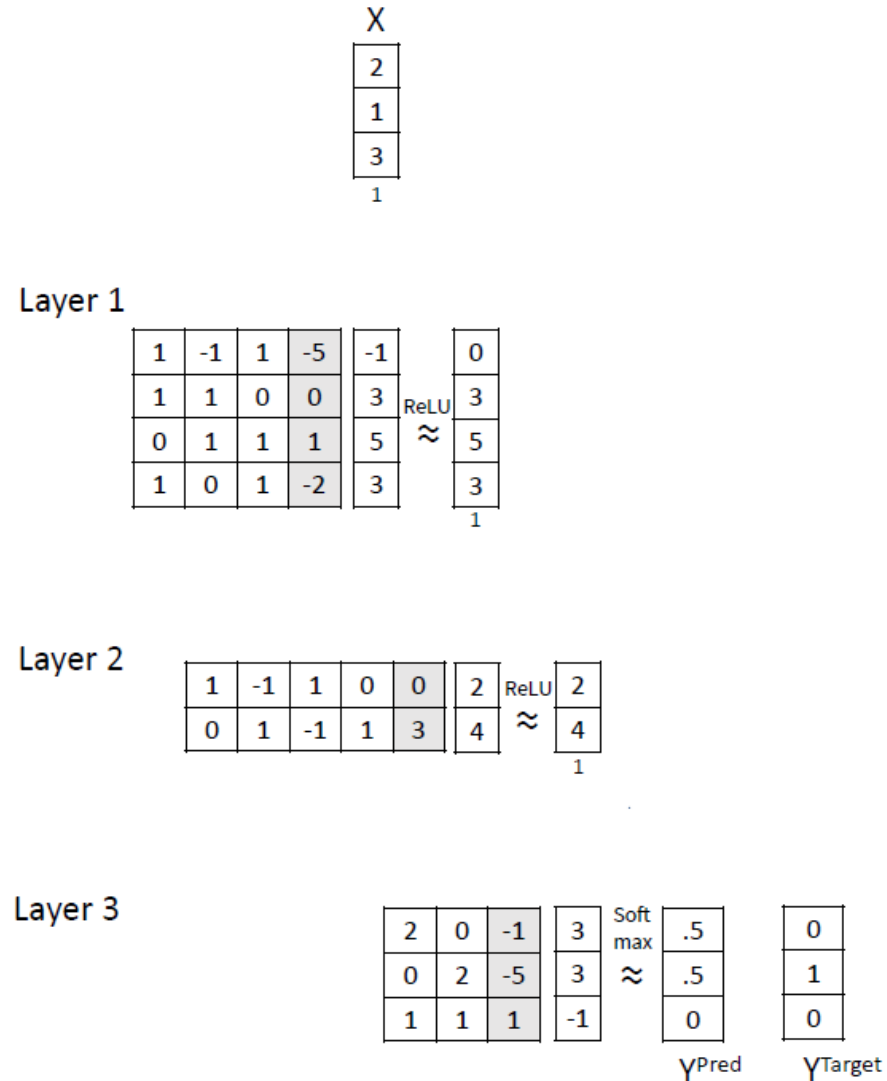 X
2
1
3
1
Layer 1
1 -1 1 -5 -1 0
1 1 0 0 3 ReLU 3
0 1 1 1 5 ≈ 5
1 0 1 -2 3 3
1
Layer 2
1 -1 1 0 0 2 ReLU 2
0 1 -1 1 3 4 ≈ 4
1
Layer 3
2 0 -1 3 Soft max .5 0
0 2 -5 3 ≈ .5 1
1 1 1 -1 0 0
YPred YTarget